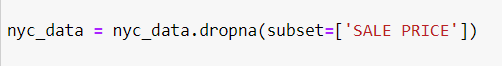 nyc_data = nyc_data.dropna(subset=['SALE PRICE'])